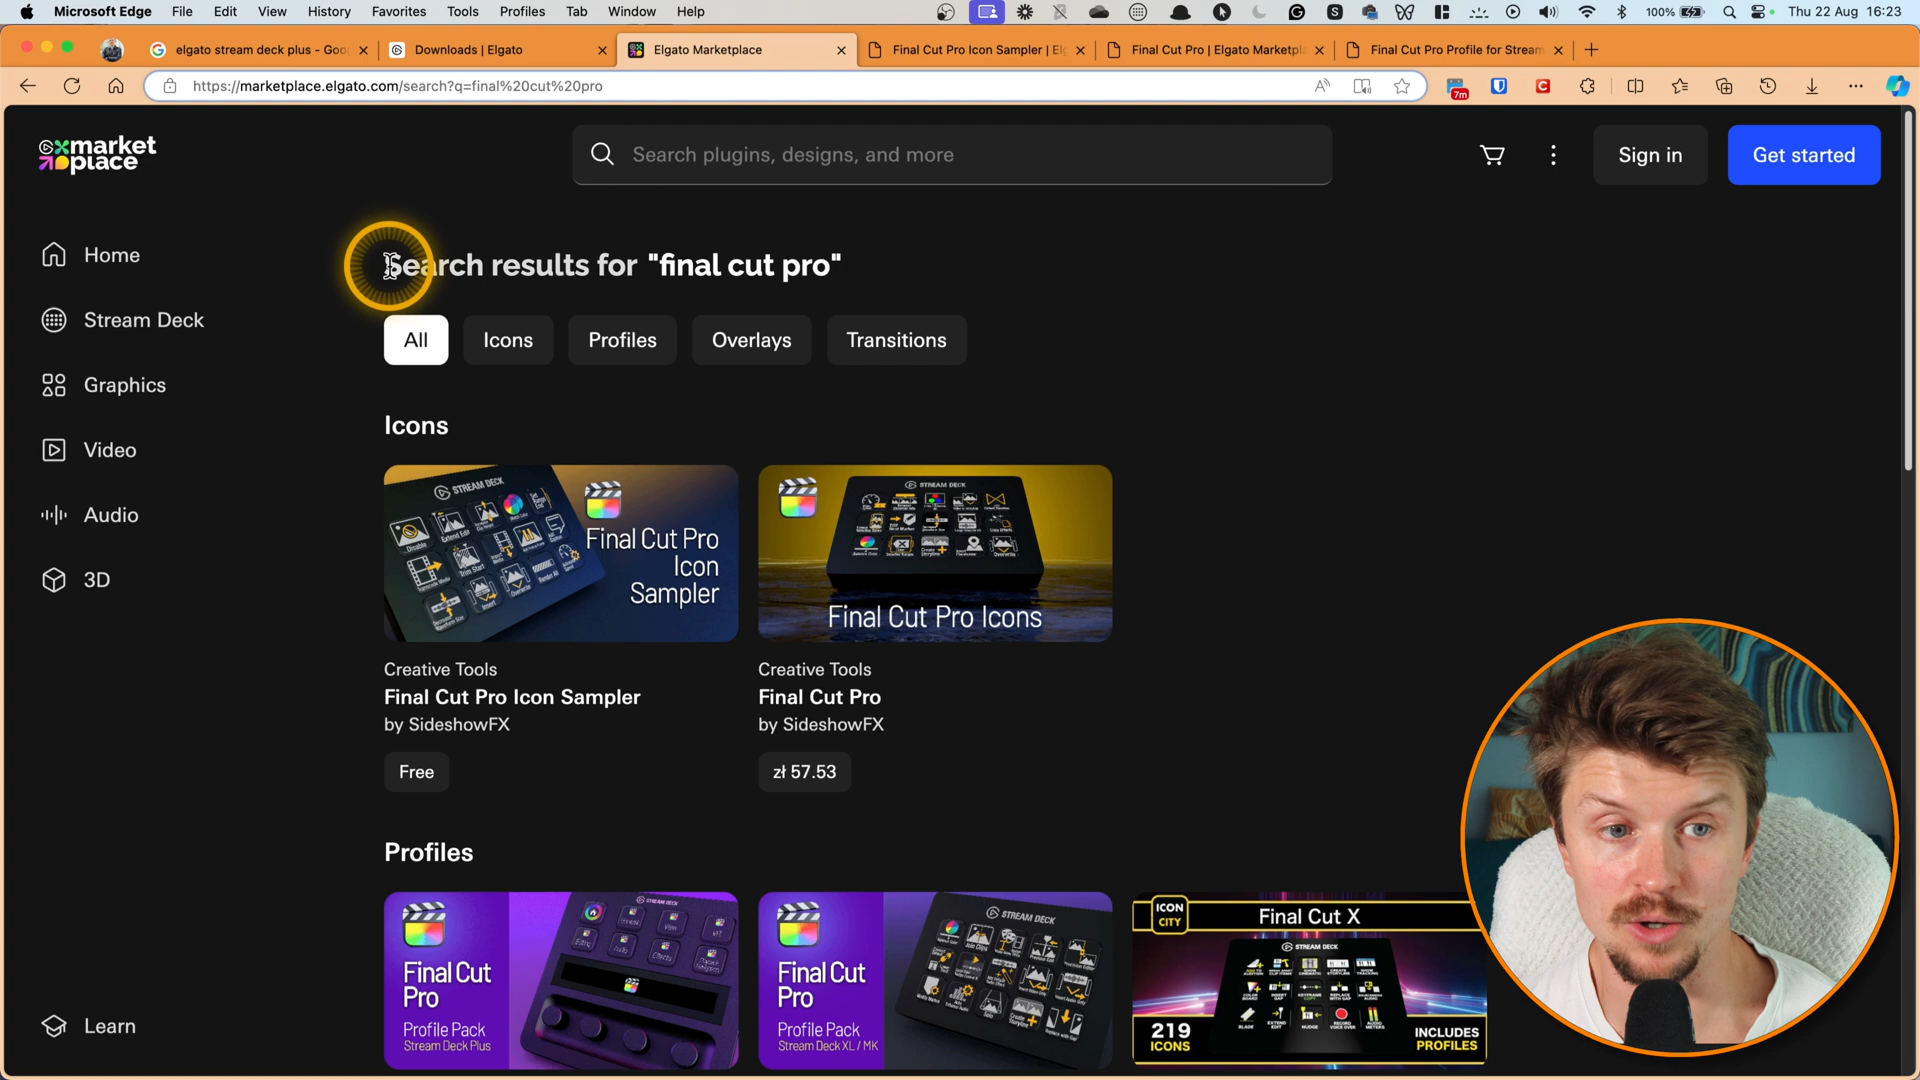 Microsoft Edge File Edit View History Favorites Tools Profiles Tab Window Help 100% Thu 22 Aug 16:23
elgato stream deck plus - Goo Downloads | Elgato Elgato Marketplace Final Cut Pro Icon Sampler | El Final Cut Pro | Elgato Marketpl Final Cut Pro Profile for Stream
https://marketplace.elgato.com/search?q=final%20cut%20pro 7m
market place
Search plugins, designs, and more
Sign in
Get started
Home
Stream Deck
Graphics
Video
Audio
3D
Learn
Search results for "final cut pro"
All Icons Profiles Overlays Transitions
Icons
STREAM DECK
Final Cut Pro
Icon
Sampler
STREAM DECK
Final Cut Pro Icons
Creative Tools
Final Cut Pro Icon Sampler
by SideshowFX
Free
Creative Tools
Final Cut Pro
by SideshowFX
zł 57.53
Profiles
Final Cut
Pro
Profile Pack
Stream Deck Plus
STREAM DECK
Final Cut
Pro
Profile Pack
Stream Deck XL / MK
STREAM DECK
ICON
CITY
Final Cut X
STREAM DECK
219
ICONS
INCLUDES
PROFILES